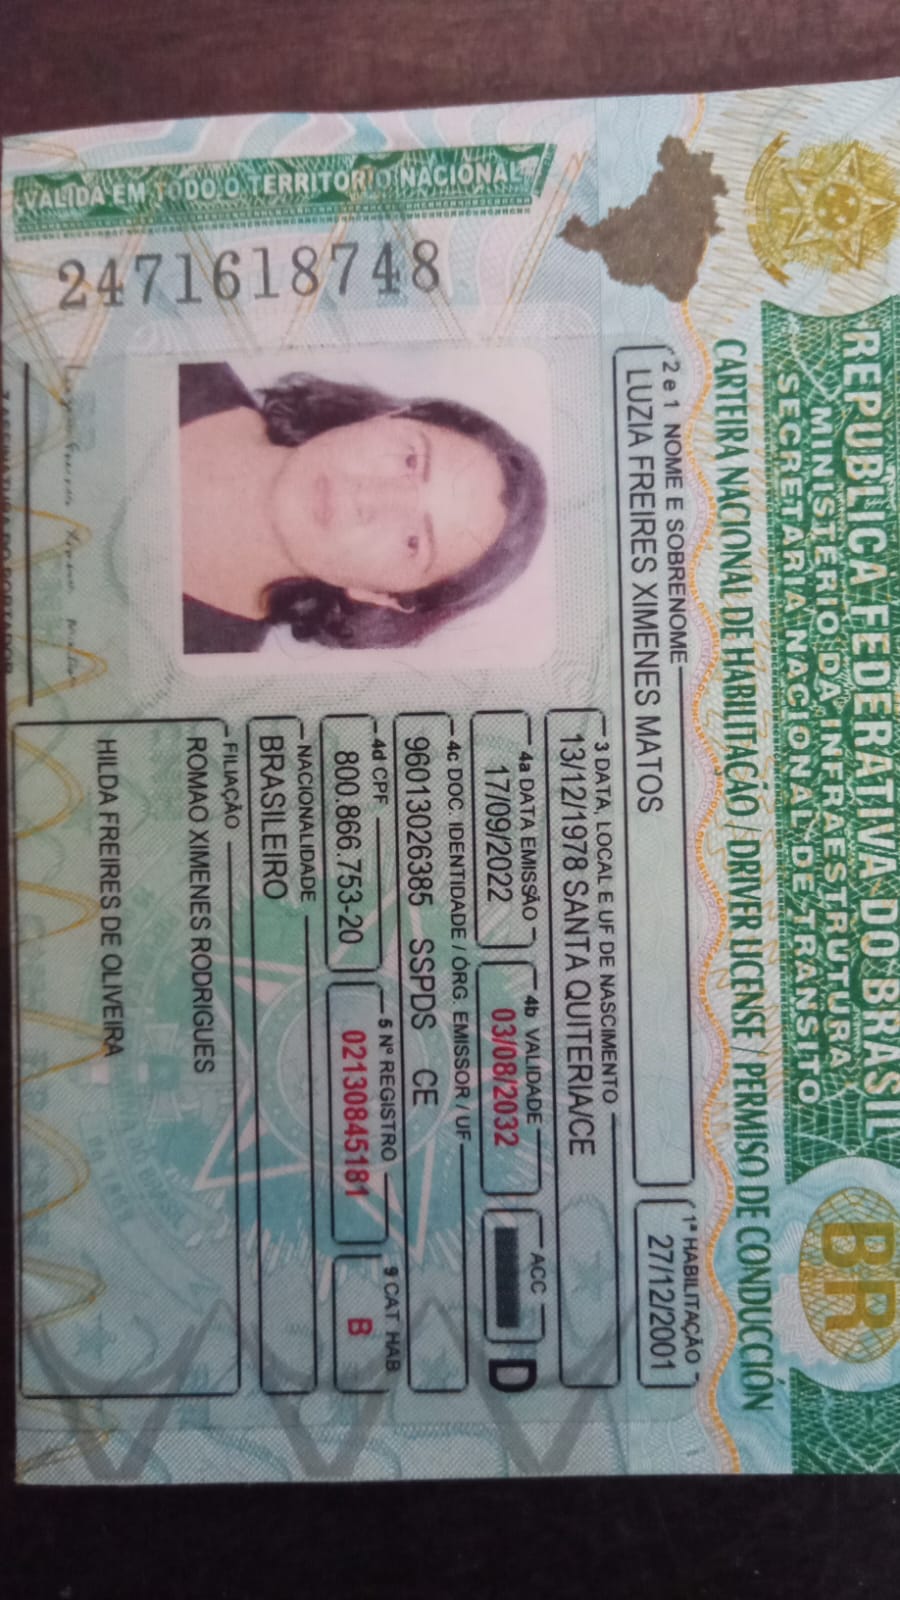 REPÚBLICA FEDERATIVA DO BRASIL
MINISTÉRIO DA INFRAESTRUTURA
SECRETARIA NACIONAL DE TRÂNSITO
BR
CARTEIRA NACIONAL DE HABILITAÇÃO / DRIVER LICENSE / PERMISO DE CONDUCCIÓN
2 e 1 NOME E SOBRENOME
LUZIA FREIRES XIMENES MATOS
1ª HABILITAÇÃO
27/12/2001
3 DATA, LOCAL E UF DE NASCIMENTO
13/12/1978 SANTA QUITERIA/CE
4a DATA EMISSÃO
17/09/2022
4b VALIDADE
03/08/2032
ACC
D
4c DOC. IDENTIDADE / ÓRG. EMISSOR / UF
96013026385 SSPDS CE
4d CPF
800.866.753-20
5 Nº REGISTRO
02130845181
9 CAT HAB
B
NACIONALIDADE
BRASILEIRO
FILIAÇÃO
ROMAO XIMENES RODRIGUES
HILDA FREIRES DE OLIVEIRA
VÁLIDA EM TODO O TERRITÓRIO NACIONAL
2471618748